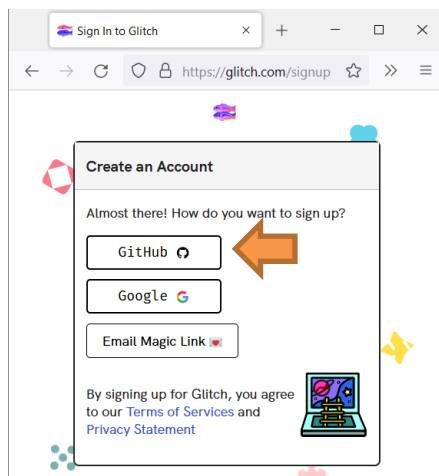 Sign In to Glitch
https://glitch.com/signup
Create an Account
Almost there! How do you want to sign up?
GitHub
Google
Email Magic Link
By signing up for Glitch, you agree
to our Terms of Services and
Privacy Statement